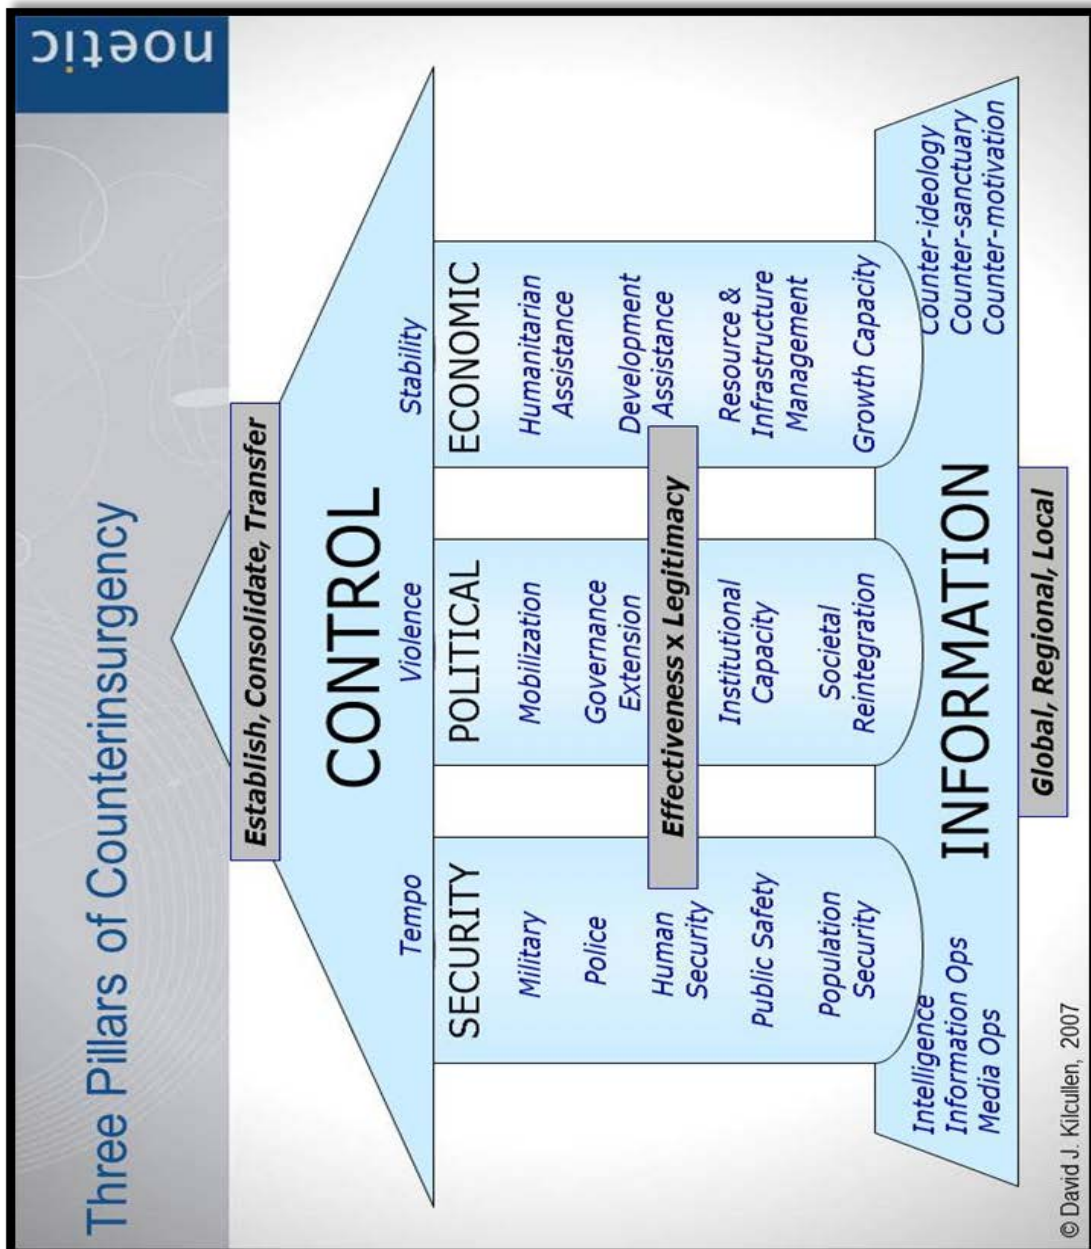 Three Pillars of Counterinsurgency
noetic
Establish, Consolidate, Transfer
CONTROL
Tempo
Violence
Stability
SECURITY
Military
Police
Human
Security
Public Safety
Population
Security
POLITICAL
Mobilization
Governance
Extension
Institutional
Capacity
Societal
Reintegration
ECONOMIC
Humanitarian
Assistance
Development
Assistance
Resource &
Infrastructure
Management
Growth Capacity
Effectiveness x Legitimacy
Intelligence
Information Ops
Media Ops
INFORMATION
Counter-ideology
Counter-sanctuary
Counter-motivation
Global, Regional, Local
© David J. Kilcullen, 2007